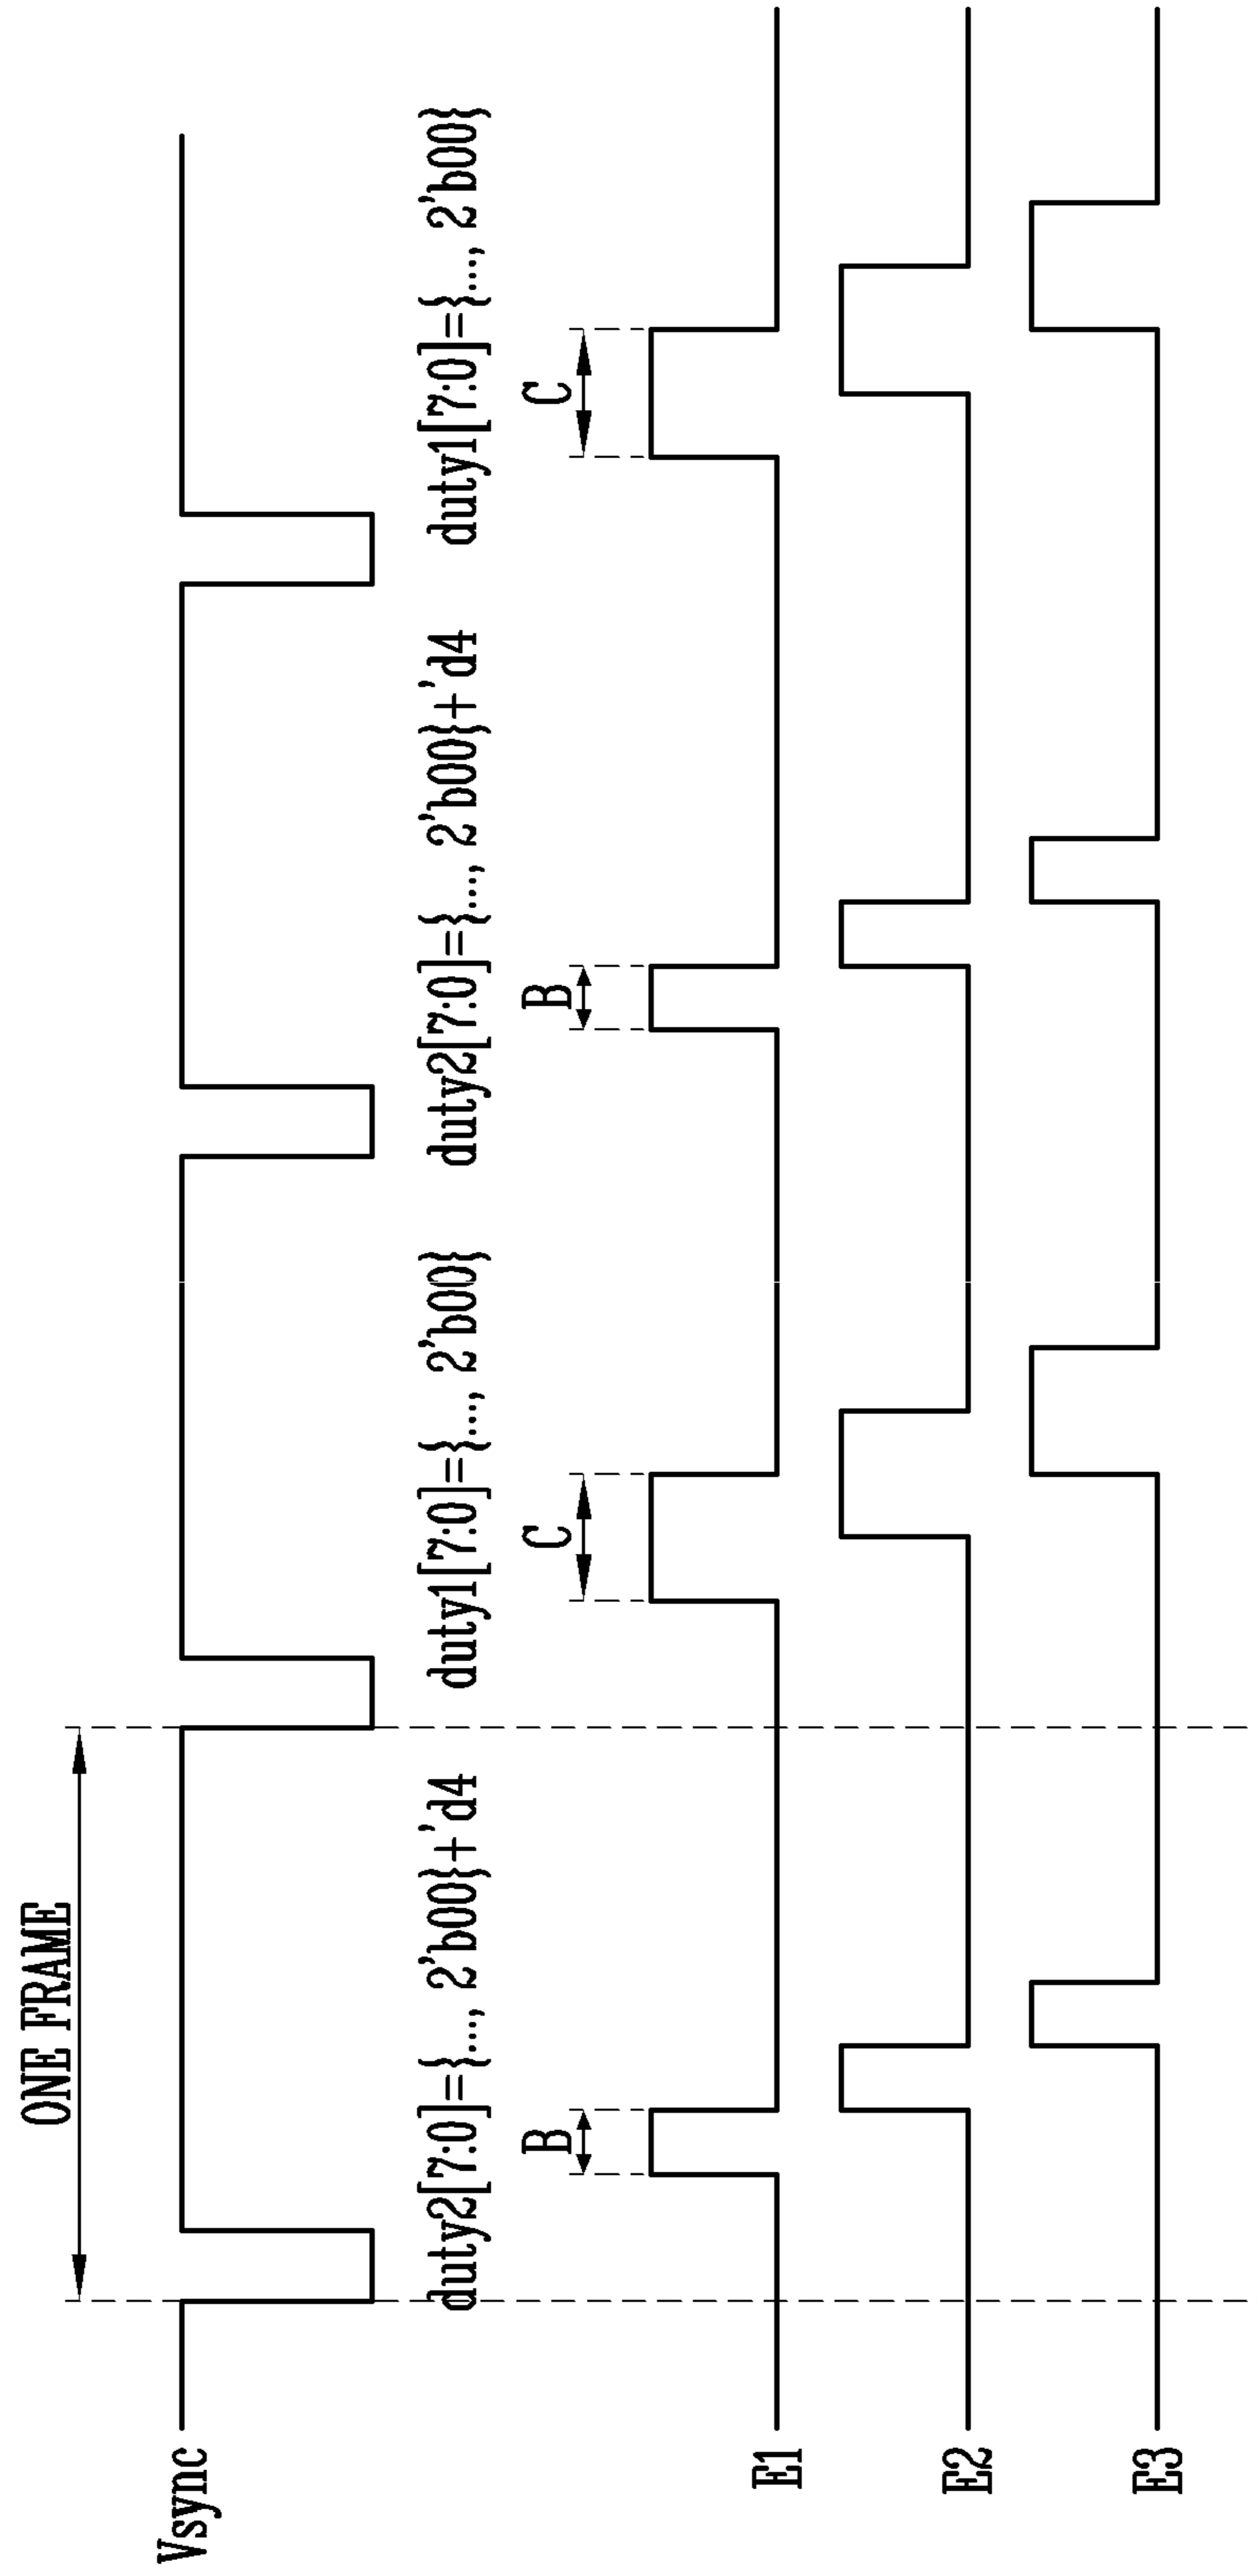 ONE FRAME
Vsync
duty2[7:0]={..., 2'b00}+'d4
duty1[7:0]={..., 2'b00}
duty2[7:0]={..., 2'b00}+'d4
duty1[7:0]={..., 2'b00}
B
C
B
C
E1
E2
E3